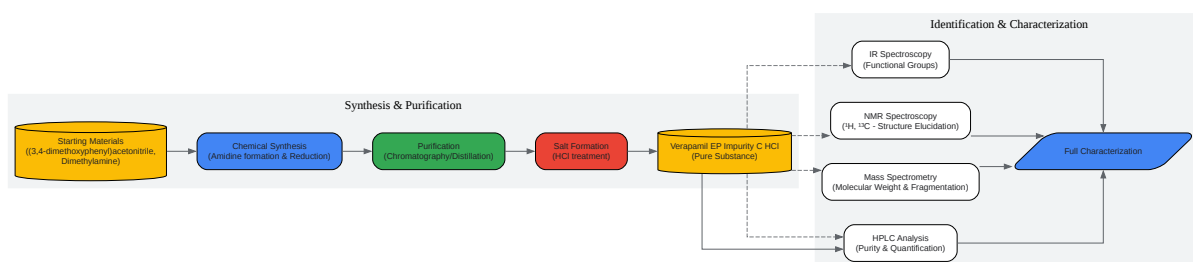 Identification & Characterization
IR Spectroscopy
(Functional Groups)
Synthesis & Purification
NMR Spectroscopy
(¹H, ¹³C - Structure Elucidation)
Starting Materials
((3,4-dimethoxyphenyl)acetonitrile,
Dimethylamine)
Chemical Synthesis
(Amidine formation & Reduction)
Purification
(Chromatography/Distillation)
Salt Formation
(HCl treatment)
Verapamil EP Impurity C HCl
(Pure Substance)
Full Characterization
Mass Spectrometry
(Molecular Weight & Fragmentation)
HPLC Analysis
(Purity & Quantification)